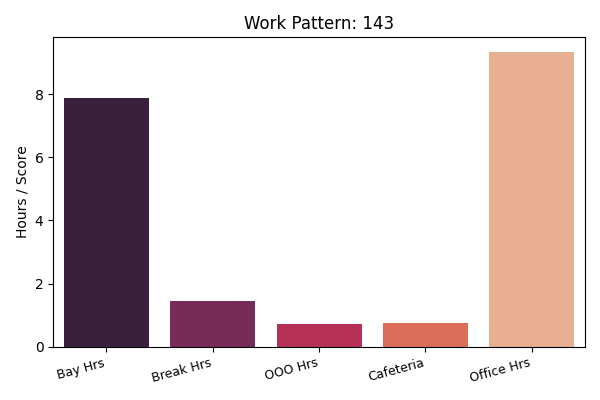 Work Pattern: 143
Hours / Score
8
6
4
2
0
Bay Hrs
Break Hrs
OOO Hrs
Cafeteria
Office Hrs